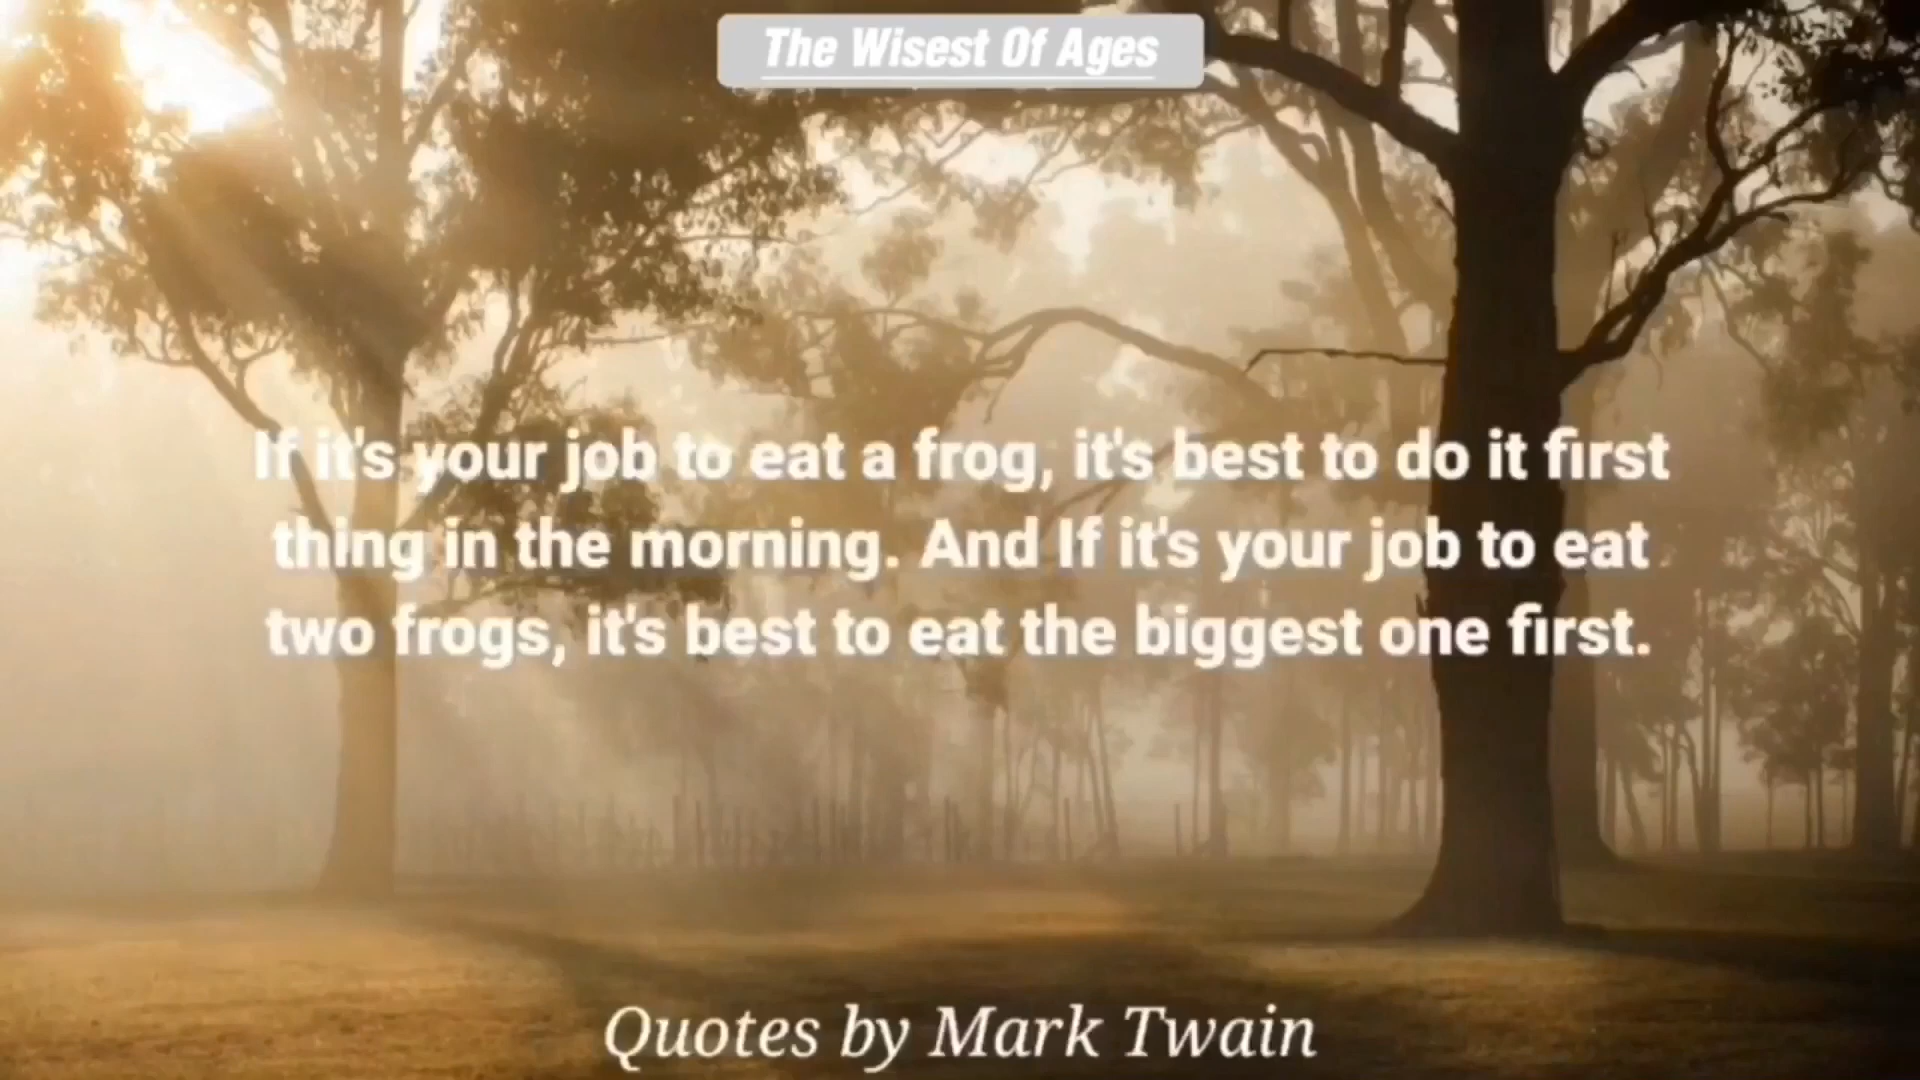 The Wisest Of Ages
If it's your job to eat a frog, it's best to do it first
thing in the morning. And If it's your job to eat
two frogs, it's best to eat the biggest one first.
Quotes by Mark Twain